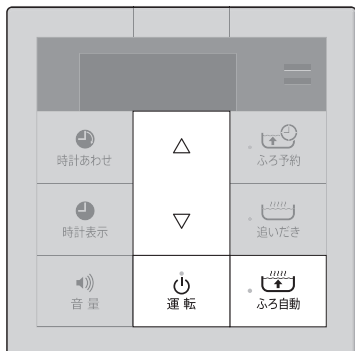 時計あわせ
ふろ予約
時計表示
追いだき
音量
運転
ふろ自動